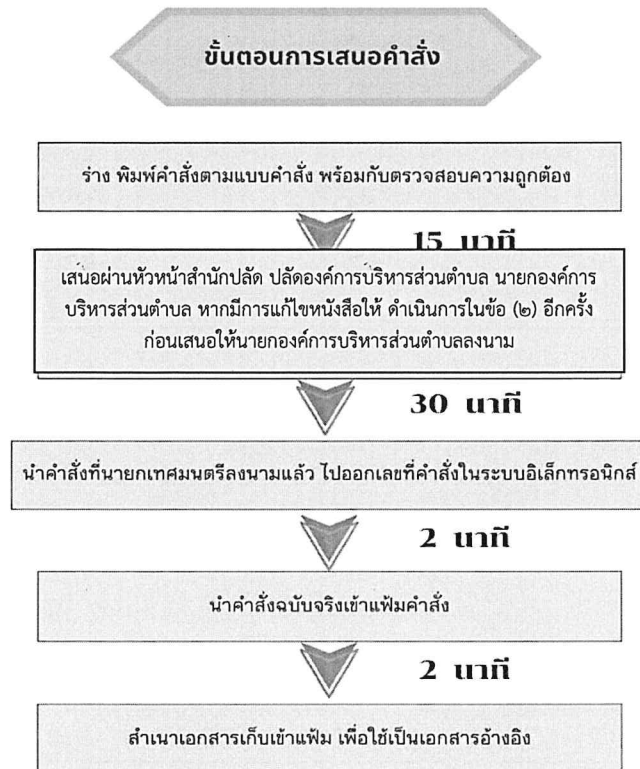 ขั้นตอนการเสนอคำสั่ง
ร่าง พิมพ์คำสั่งตามแบบคำสั่ง พร้อมกับตรวจสอบความถูกต้อง
15 นาที
เสนอผ่านหัวหน้าสำนักปลัด ปลัดองค์การบริหารส่วนตำบล นายกองค์การ
บริหารส่วนตำบล หากมีการแก้ไขหนังสือให้ ดำเนินการในข้อ (๒) อีกครั้ง
ก่อนเสนอให้นายกองค์การบริหารส่วนตำบลลงนาม
30 นาที
นำคำสั่งที่นายกเทศมนตรีลงนามแล้ว ไปออกเลขที่คำสั่งในระบบอิเล็กทรอนิกส์
2 นาที
นำคำสั่งฉบับจริงเข้าแฟ้มคำสั่ง
2 นาที
สำเนาเอกสารเก็บเข้าแฟ้ม เพื่อใช้เป็นเอกสารอ้างอิง